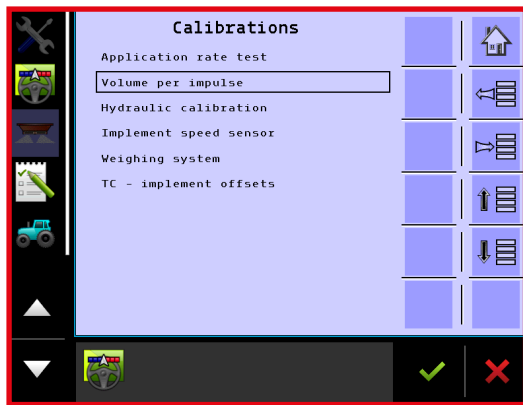 Calibrations
Application rate test
Volume per impulse
Hydraulic calibration
Implement speed sensor
Weighing system
TC - implement offsets